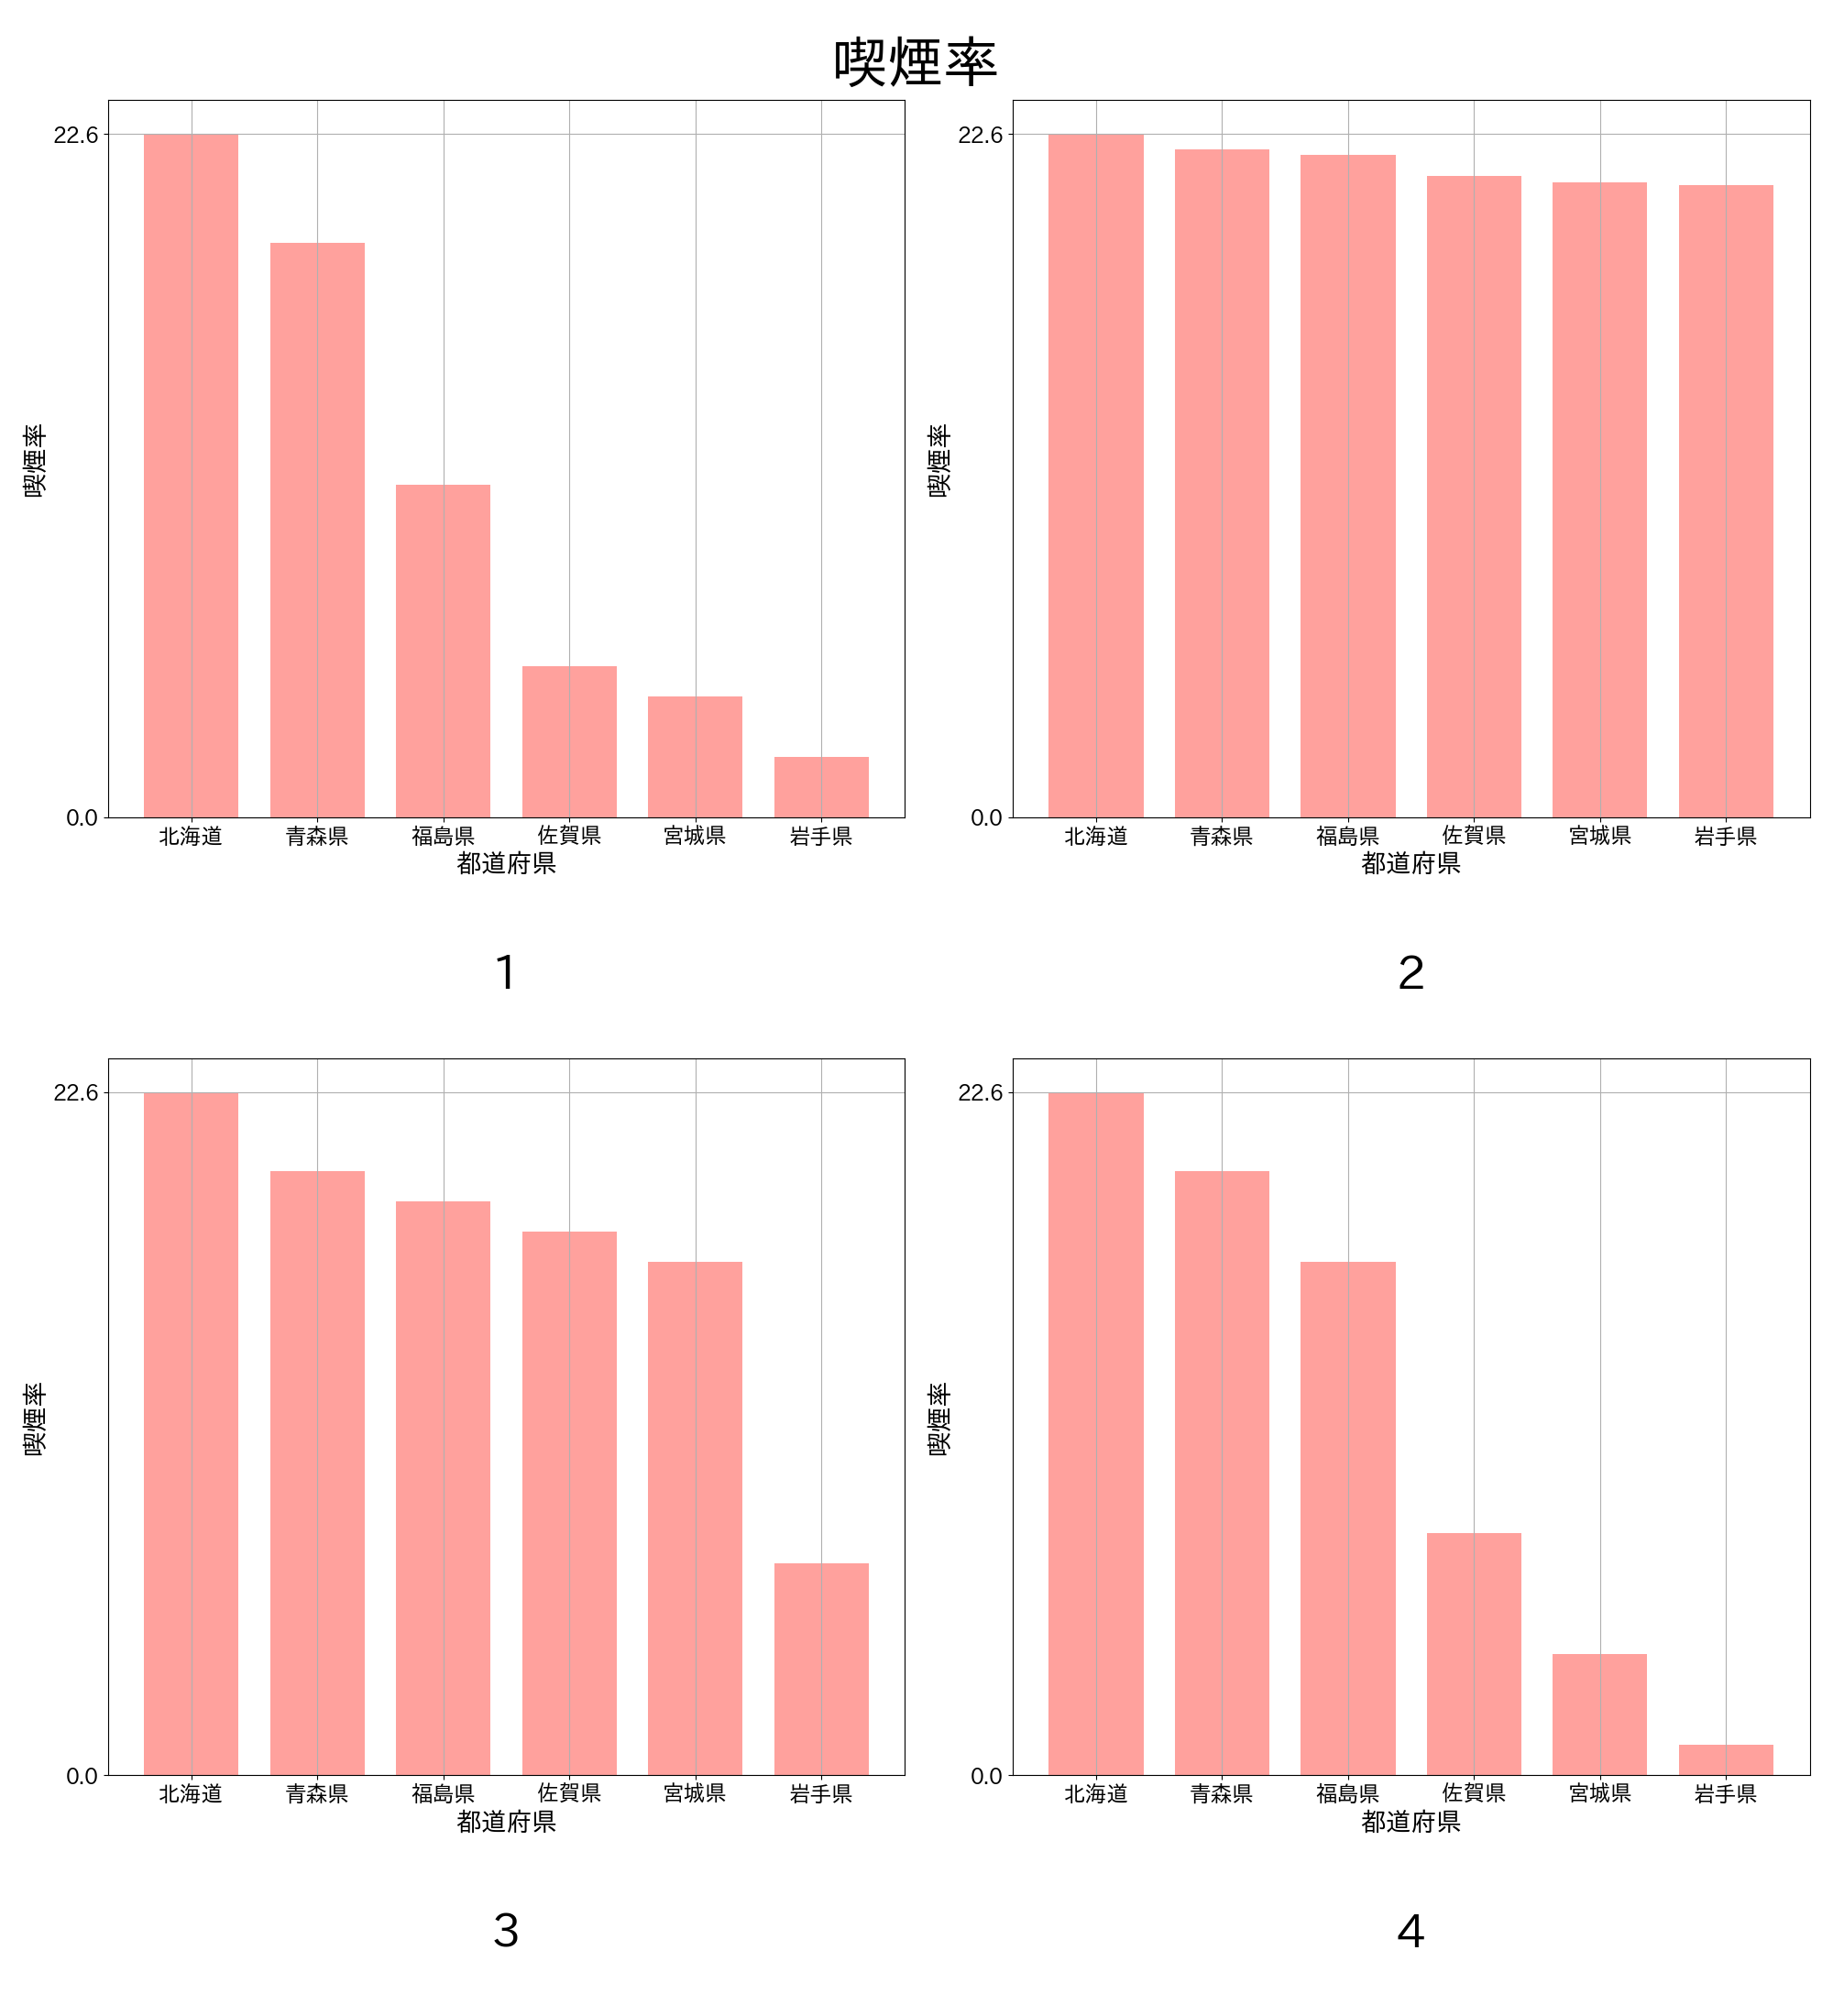 喫煙率
22.6
0.0
喫煙率
北海道 青森県 福島県 佐賀県 宮城県 岩手県
都道府県
1
22.6
0.0
喫煙率
北海道 青森県 福島県 佐賀県 宮城県 岩手県
都道府県
2
22.6
0.0
喫煙率
北海道 青森県 福島県 佐賀県 宮城県 岩手県
都道府県
3
22.6
0.0
喫煙率
北海道 青森県 福島県 佐賀県 宮城県 岩手県
都道府県
4